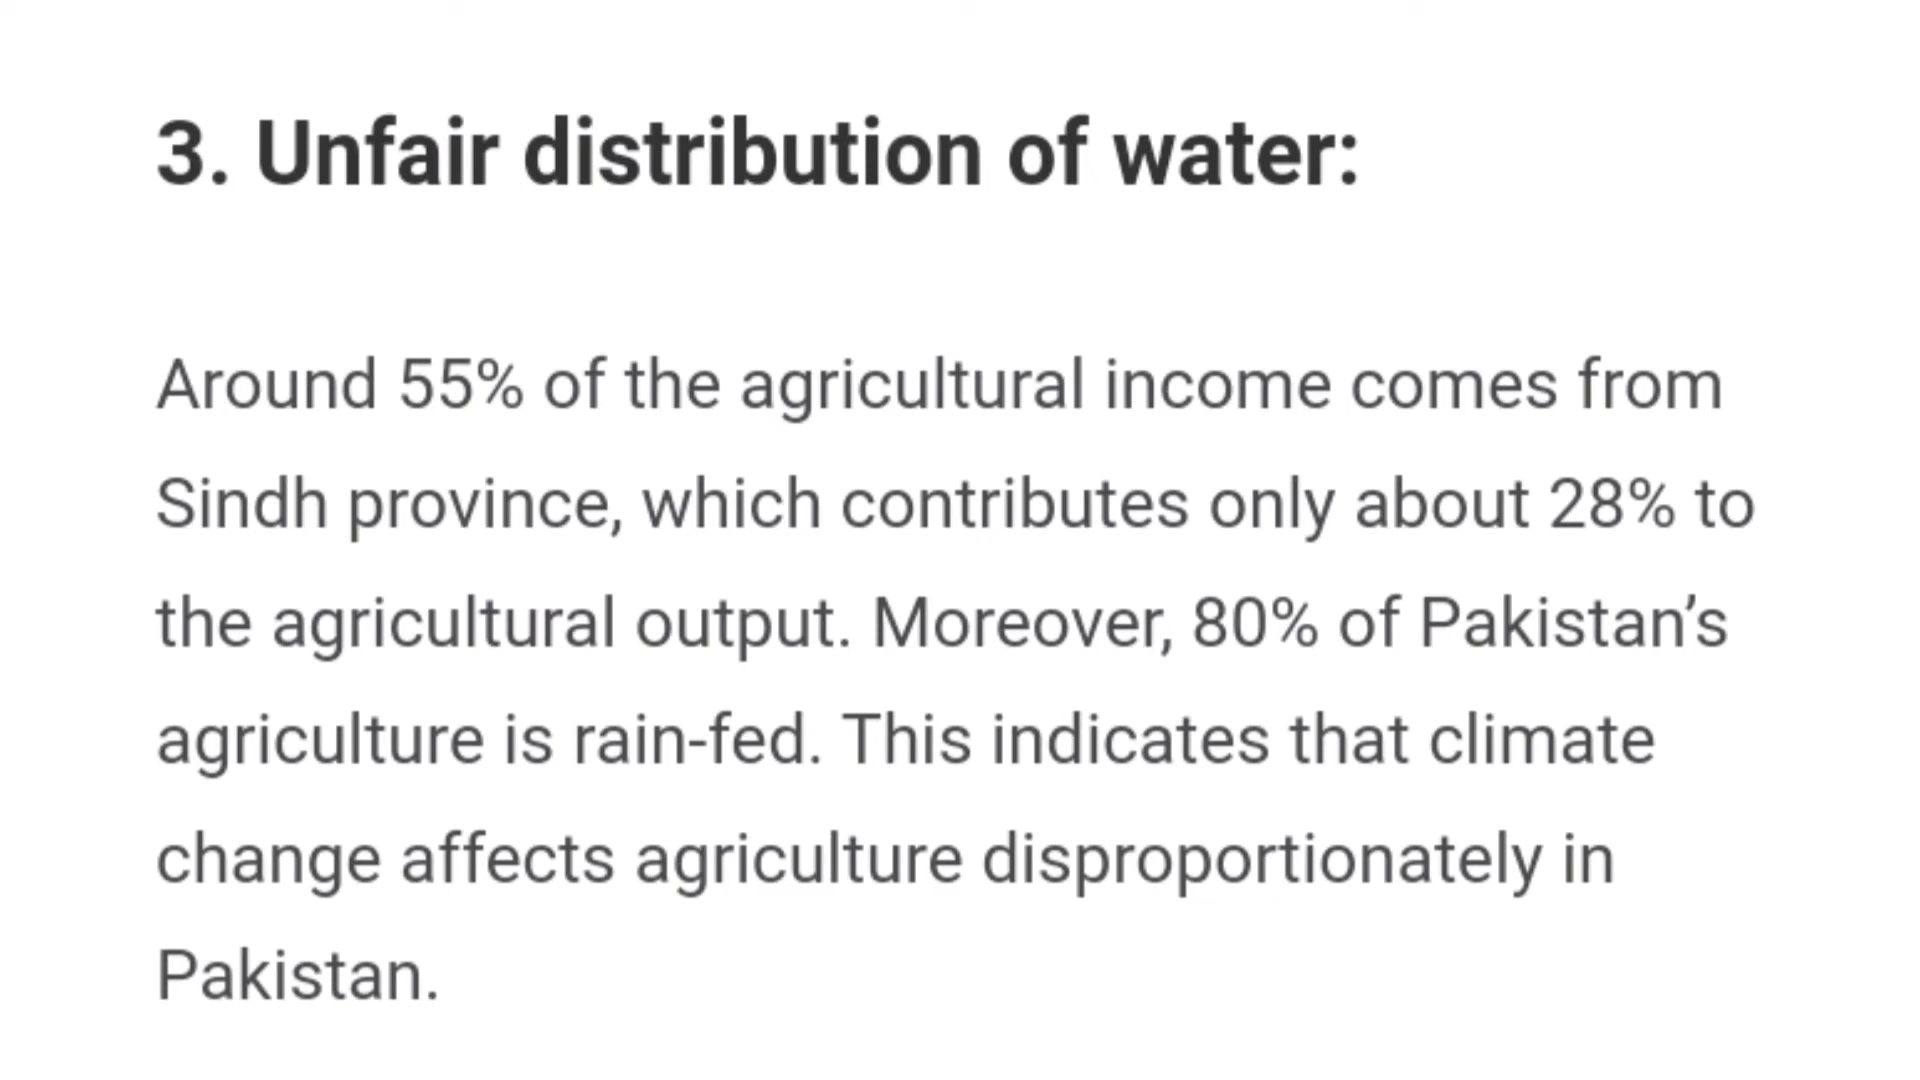 3. Unfair distribution of water:
Around 55% of the agricultural income comes from
Sindh province, which contributes only about 28% to
the agricultural output. Moreover, 80% of Pakistan’s
agriculture is rain-fed. This indicates that climate
change affects agriculture disproportionately in
Pakistan.